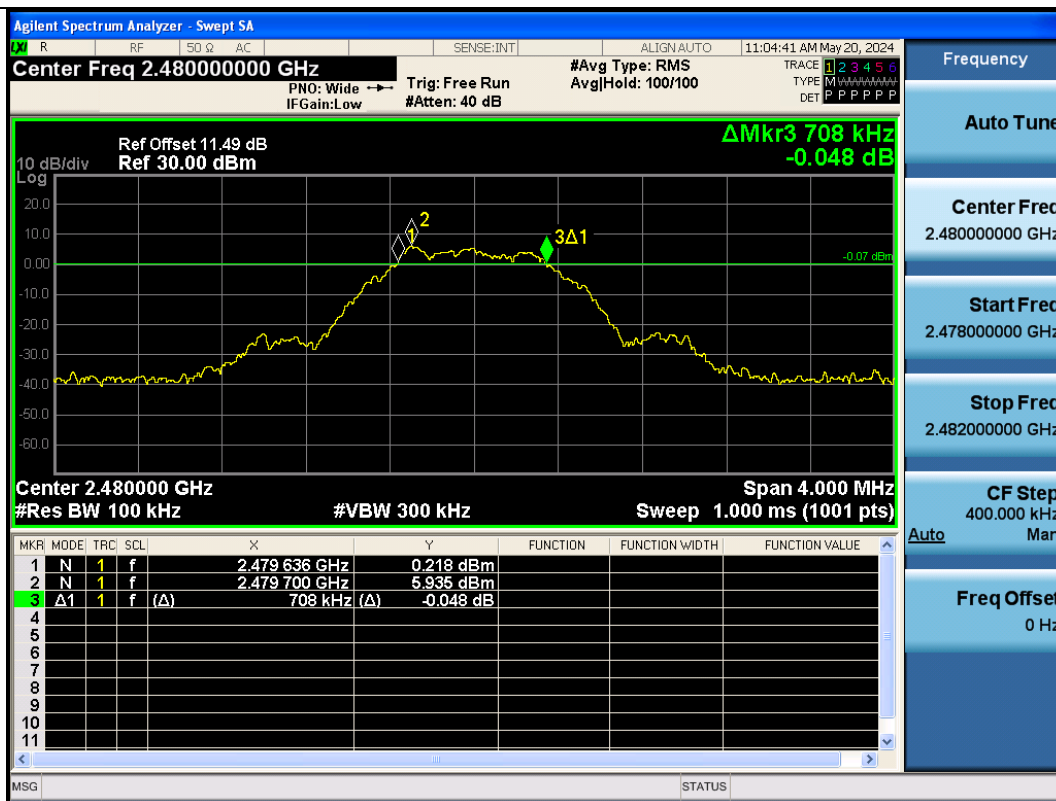 Agilent Spectrum Analyzer - Swept SA
LXI R RF 50 Ω AC SENSE:INT ALIGN AUTO 11:04:41 AM May 20, 2024
Center Freq 2.480000000 GHz
#Avg Type: RMS
TRACE 1 2 3 4 5 6
PNO: Wide
Trig: Free Run
Avg|Hold: 100/100
TYPE M
IFGain:Low
#Atten: 40 dB
DET P P P P P P
ΔMkr3 708 kHz
-0.048 dB
Ref Offset 11.49 dB
10 dB/div Ref 30.00 dBm
Log
20.0
10.0
0.00
-10.0
-20.0
-30.0
-40.0
-50.0
-60.0
1
2
3Δ1
-0.07 dBm
Center 2.480000 GHz Span 4.000 MHz
#Res BW 100 kHz #VBW 300 kHz Sweep 1.000 ms (1001 pts)
MKR MODE TRC SCL X Y FUNCTION FUNCTION WIDTH FUNCTION VALUE
1 N 1 f 2.479 636 GHz 0.218 dBm
2 N 1 f 2.479 700 GHz 5.935 dBm
3 Δ1 1 f (Δ) 708 kHz (Δ) -0.048 dB
4
5
6
7
8
9
10
11
MSG STATUS
Frequency
Auto Tune
Center Freq
2.480000000 GHz
Start Freq
2.478000000 GHz
Stop Freq
2.482000000 GHz
CF Step
400.000 kHz
Auto Man
Freq Offset
0 Hz